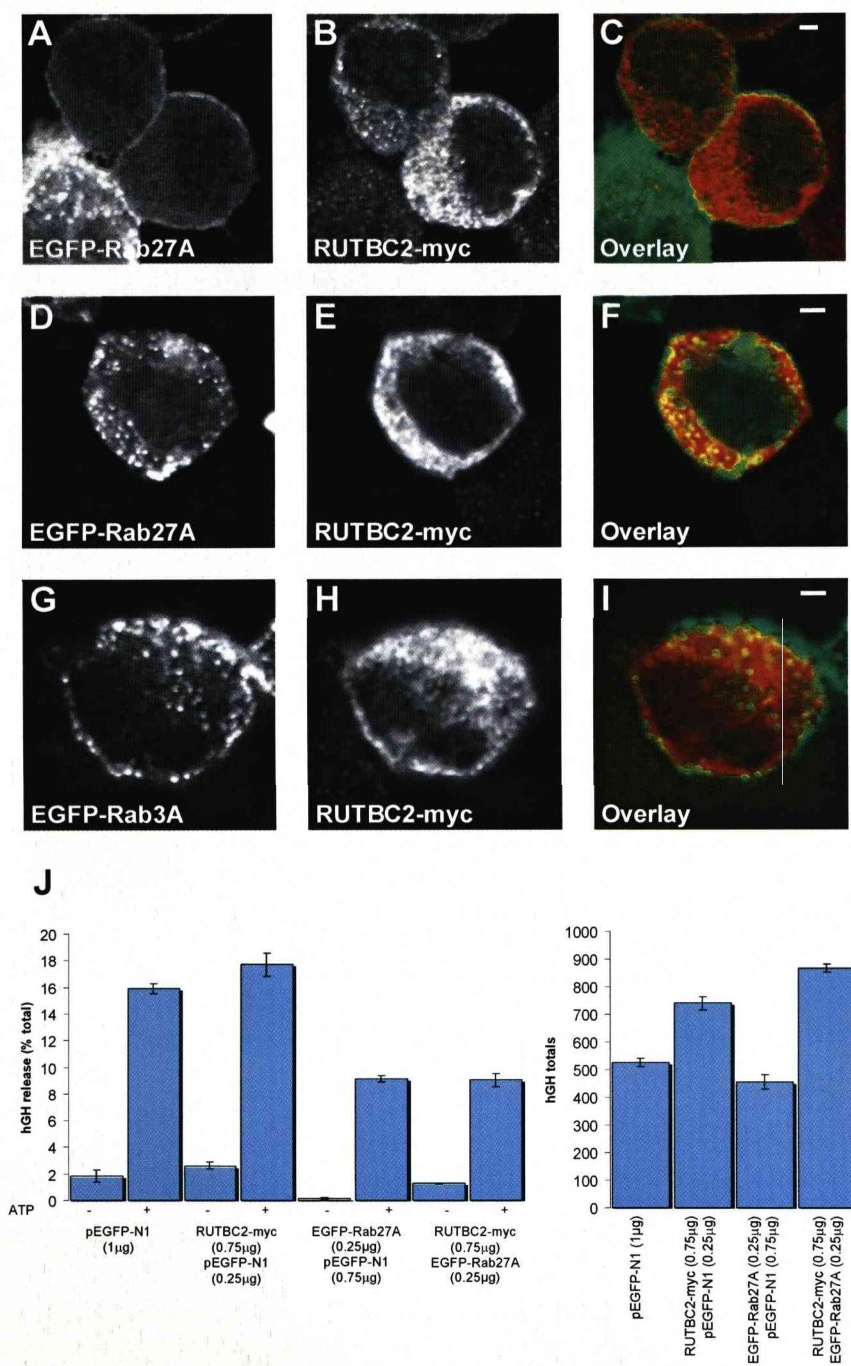 A
B
C
EGFP-Rab27A
RUTBC2-myc
Overlay
D
E
F
EGFP-Rab27A
RUTBC2-myc
Overlay
G
H
I
EGFP-Rab3A
RUTBC2-myc
Overlay
J
hGH release (% total)
20
18
16
14
12
10
8
6
4
2
0
ATP
- + - + - + - +
pEGFP-N1
(1µg)
RUTBC2-myc
(0.75µg)
pEGFP-N1
(0.25µg)
EGFP-Rab27A
(0.25µg)
pEGFP-N1
(0.75µg)
RUTBC2-myc
(0.75µg)
EGFP-Rab27A
(0.25µg)
hGH totals
1000
900
800
700
600
500
400
300
200
100
0
pEGFP-N1 (1µg)
RUTBC2-myc (0.75µg)
pEGFP-N1 (0.25µg)
EGFP-Rab27A (0.25µg)
pEGFP-N1 (0.75µg)
RUTBC2-myc (0.75µg)
EGFP-Rab27A (0.25µg)